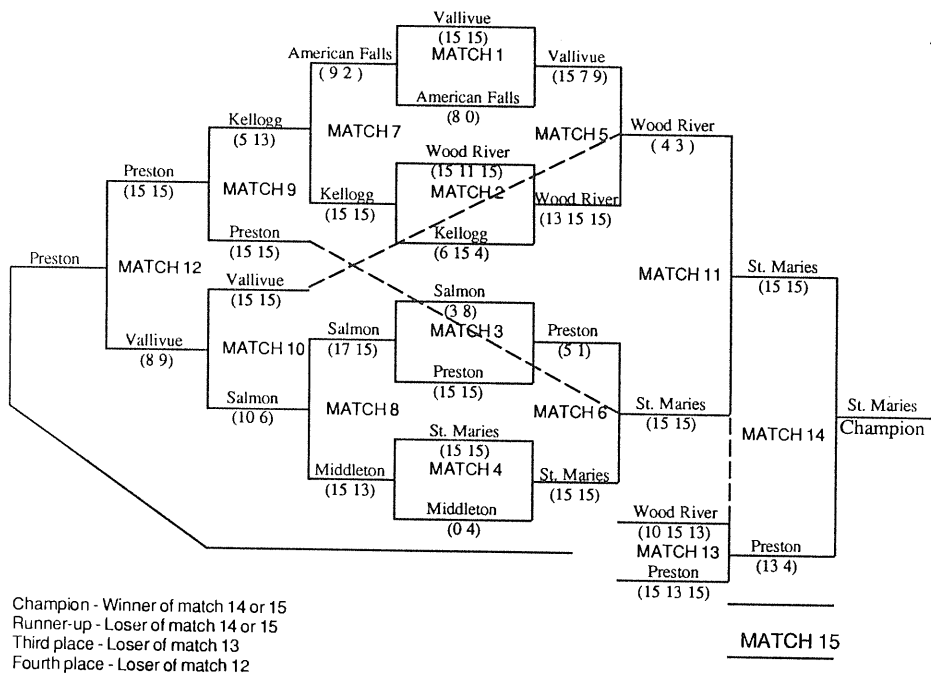 Vallivue
(15 15)
MATCH 1
American Falls
(8 0)
American Falls
(9 2)
Vallivue
(15 7 9)
MATCH 7
MATCH 5
Kellogg
(5 13)
Wood River
(4 3)
Wood River
(15 11 15)
MATCH 2
Kellogg
(6 15 4)
Kellogg
(15 15)
Wood River
(13 15 15)
Preston
(15 15)
MATCH 9
Preston
(15 15)
Preston
MATCH 12
Vallivue
(15 15)
MATCH 11
St. Maries
(15 15)
Salmon
(3 8)
MATCH 3
Preston
(15 15)
Salmon
(17 15)
Preston
(5 1)
Vallivue
(8 9)
MATCH 10
Salmon
(10 6)
MATCH 8
MATCH 6
St. Maries
(15 15)
MATCH 14
St. Maries
Champion
St. Maries
(15 15)
MATCH 4
Middleton
(0 4)
Middleton
(15 13)
St. Maries
(15 15)
Wood River
(10 15 13)
MATCH 13
Preston
(15 13 15)
Preston
(13 4)
MATCH 15
Champion - Winner of match 14 or 15
Runner-up - Loser of match 14 or 15
Third place - Loser of match 13
Fourth place - Loser of match 12